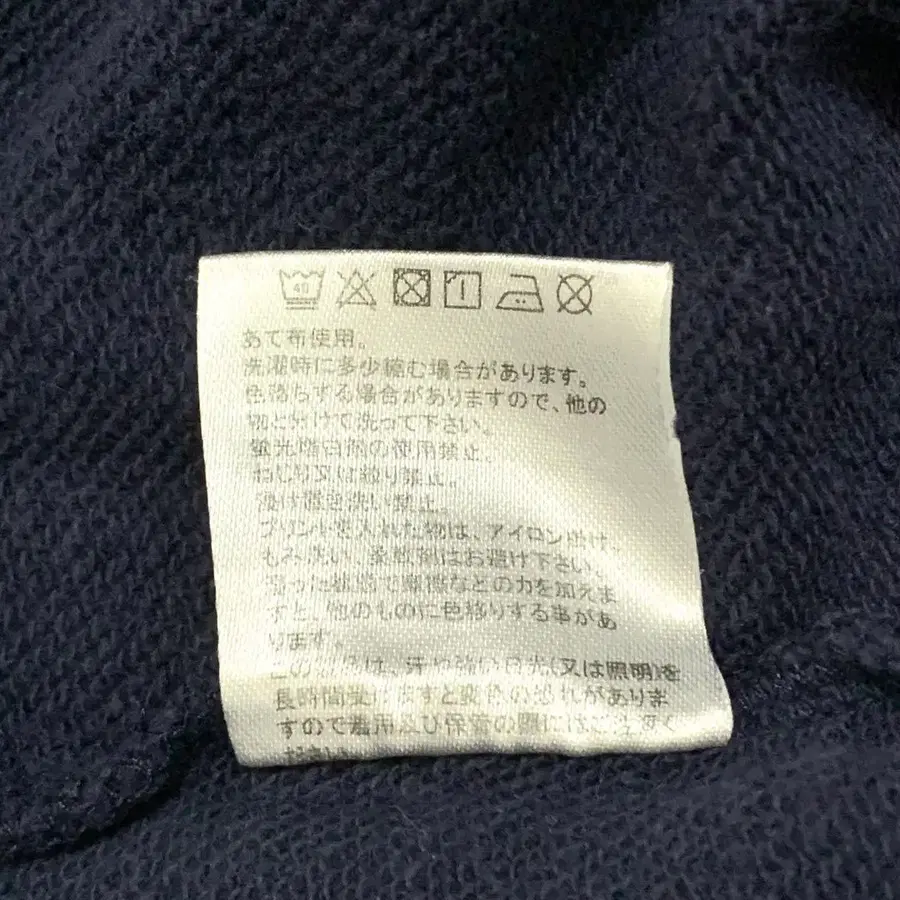 40
あて布使用。
洗濯時に多少縮む場合があります。
色落ちする場合がありますので、他の
物と分けて洗って下さい。
蛍光増白剤の使用禁止。
ねじり又は絞り禁止。
浸け置き洗い禁止。
プリントを入れた物は、アイロン掛け、
もみ洗い、柔軟剤はお避け下さい。
湿った状態で摩擦などの力を加えま
すと、他のものに色移りする事があ
ります。
この製品は、汗や強い日光(又は照明)を
長時間受けますと変色の恐れがありま
すので着用及び保管の際にはご注意く
ださい。